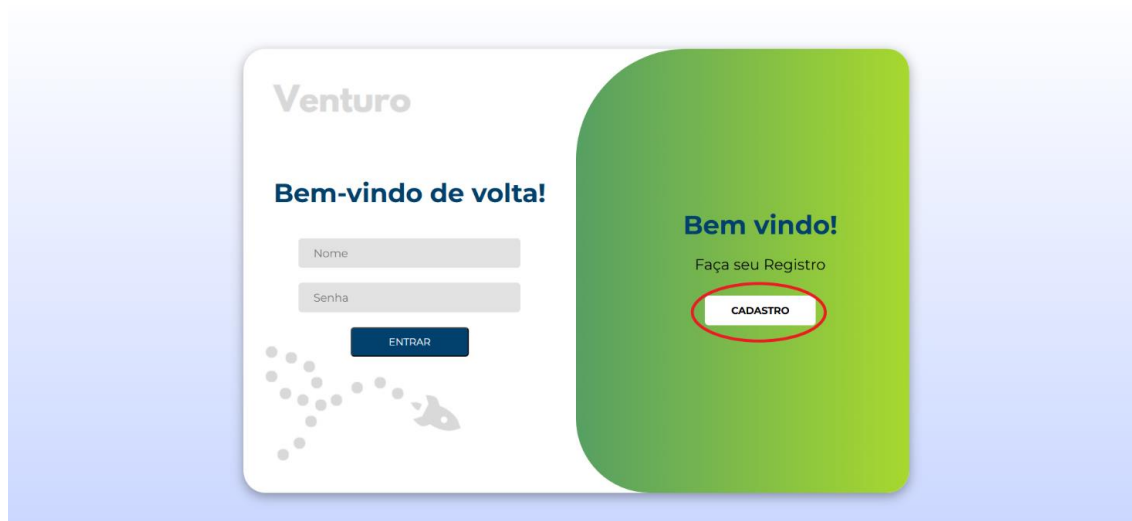 Venturo
Bem-vindo de volta!
Nome
Senha
ENTRAR
Bem vindo!
Faça seu Registro
CADASTRO